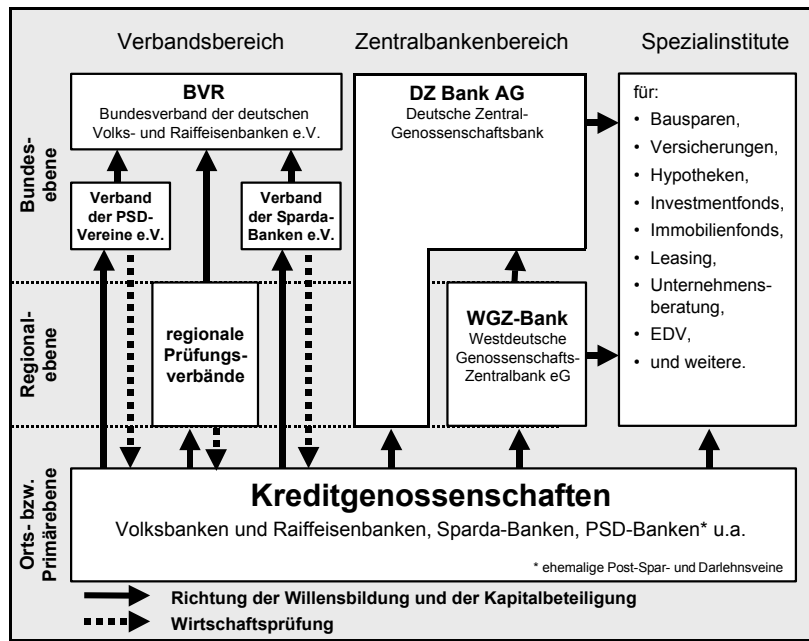 Verbandsbereich
Zentralbankenbereich
Spezialinstitute
Bundes-
ebene
BVR
Bundesverband der deutschen
Volks- und Raiffeisenbanken e.V.
Verband
der PSD-
Vereine e.V.
Verband
der Sparda-
Banken e.V.
DZ Bank AG
Deutsche Zentral-
Genossenschaftsbank
für:
• Bausparen,
• Versicherungen,
• Hypotheken,
• Investmentfonds,
• Immobilienfonds,
• Leasing,
• Unternehmens-
beratung,
• EDV,
• und weitere.
Regional-
ebene
regionale
Prüfungs-
verbände
WGZ-Bank
Westdeutsche
Genossenschafts-
Zentralbank eG
Orts- bzw.
Primärebene
Kreditgenossenschaften
Volksbanken und Raiffeisenbanken, Sparda-Banken, PSD-Banken* u.a.
* ehemalige Post-Spar- und Darlehnsveine
Richtung der Willensbildung und der Kapitalbeteiligung
Wirtschaftsprüfung